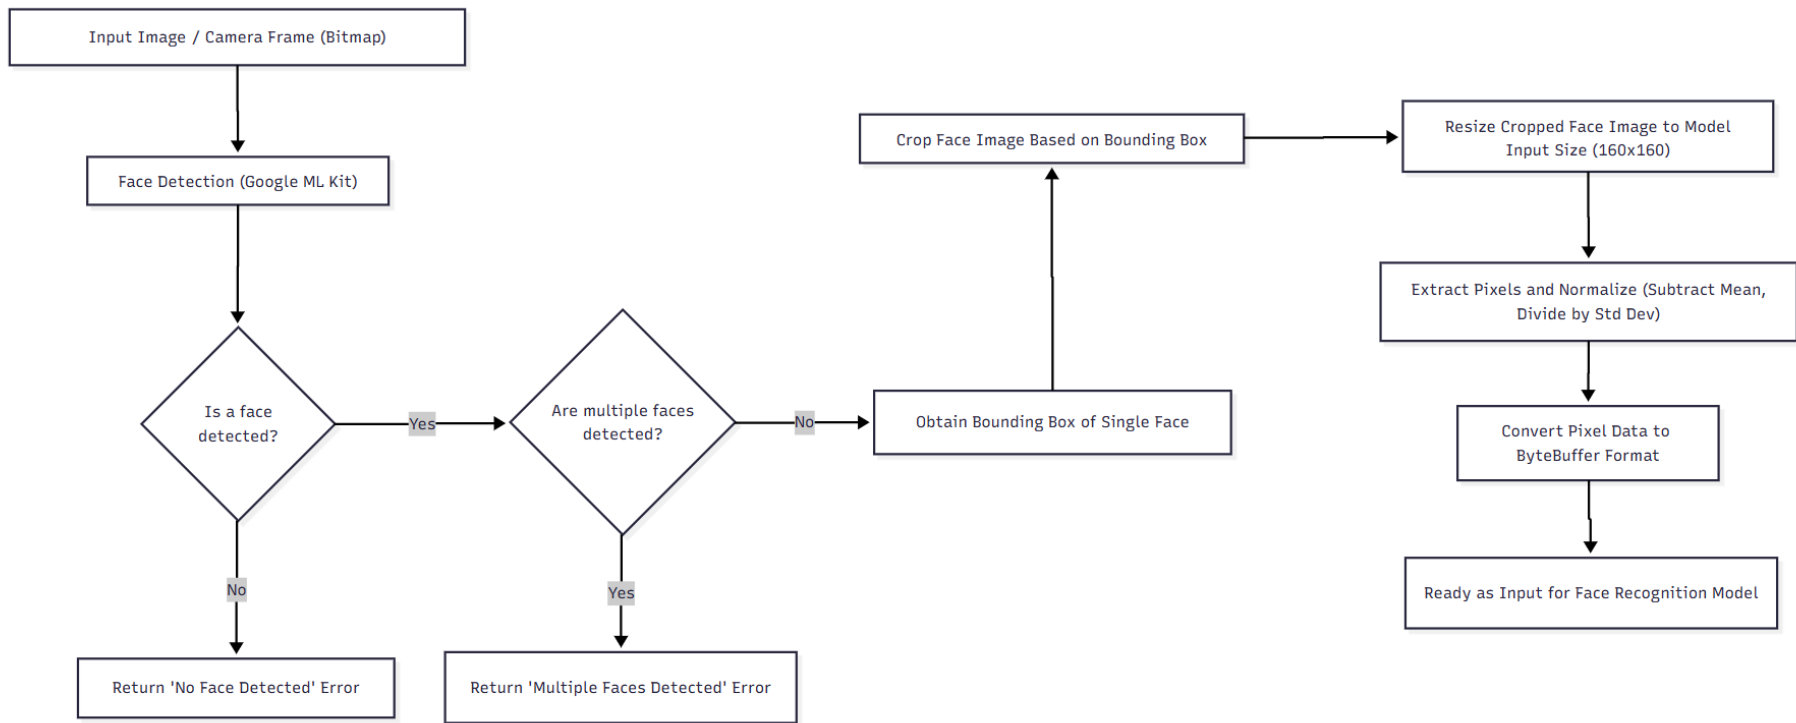 Input Image / Camera Frame (Bitmap)
Face Detection (Google ML Kit)
Is a face
detected?
Yes
No
Return 'No Face Detected' Error
Are multiple faces
detected?
No
Yes
Return 'Multiple Faces Detected' Error
Obtain Bounding Box of Single Face
Crop Face Image Based on Bounding Box
Resize Cropped Face Image to Model
Input Size (160x160)
Extract Pixels and Normalize (Subtract Mean,
Divide by Std Dev)
Convert Pixel Data to
ByteBuffer Format
Ready as Input for Face Recognition Model